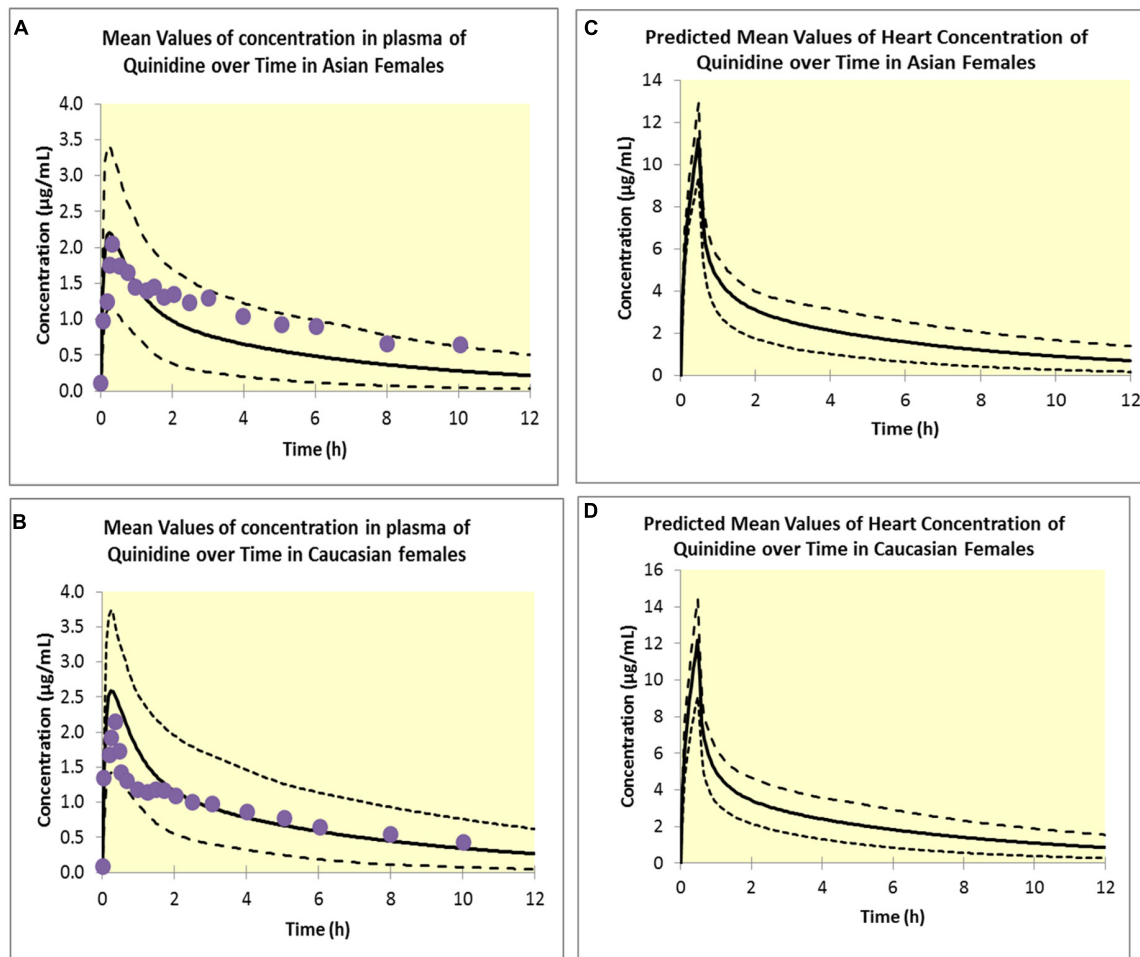 A
Mean Values of concentration in plasma of
Quinidine over Time in Asian Females
Concentration (µg/mL)
4.0
3.5
3.0
2.5
2.0
1.5
1.0
0.5
0.0
0 2 4 6 8 10 12
Time (h)
C
Predicted Mean Values of Heart Concentration of
Quinidine over Time in Asian Females
Concentration (µg/mL)
14
12
10
8
6
4
2
0
0 2 4 6 8 10 12
Time (h)
B
Mean Values of concentration in plasma of
Quinidine over Time in Caucasian females
Concentration (µg/mL)
4.0
3.5
3.0
2.5
2.0
1.5
1.0
0.5
0.0
0 2 4 6 8 10 12
Time (h)
D
Predicted Mean Values of Heart Concentration of
Quinidine over Time in Caucasian Females
Concentration (µg/mL)
16
14
12
10
8
6
4
2
0
0 2 4 6 8 10 12
Time (h)